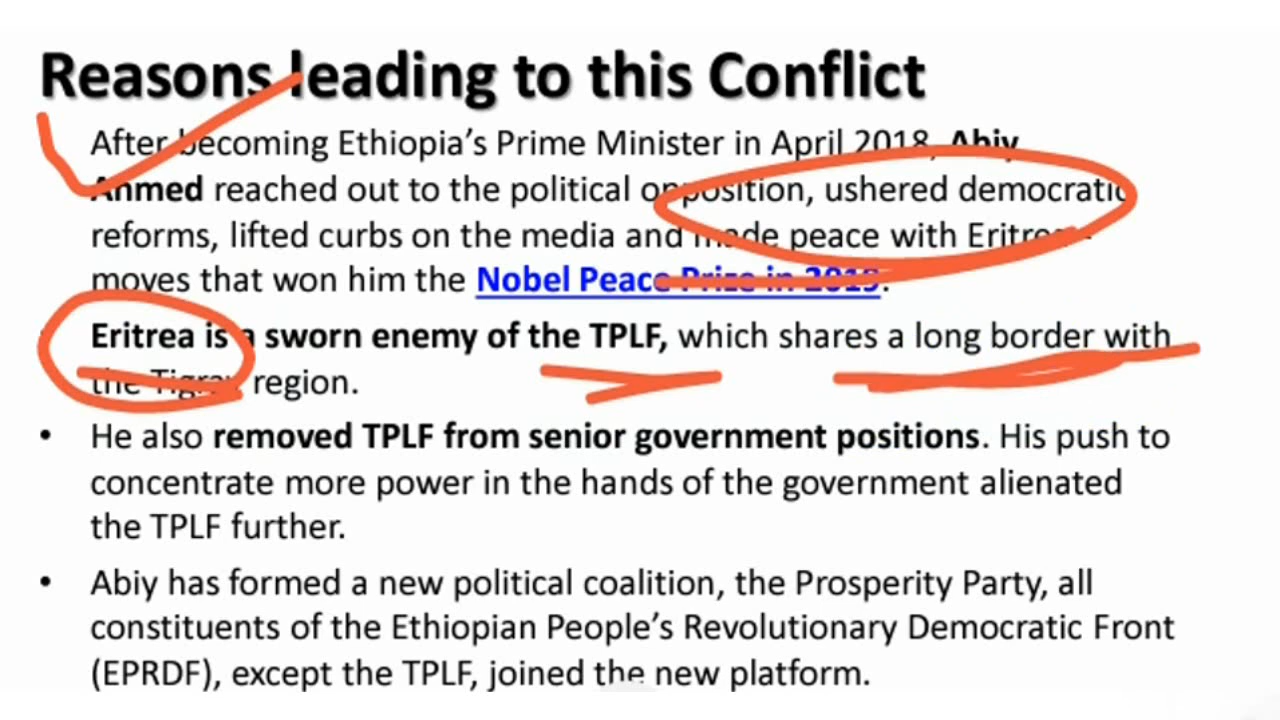 Reasons leading to this Conflict
After becoming Ethiopia's Prime Minister in April 2018, Abiy
Ahmed reached out to the political opposition, ushered democratic
reforms, lifted curbs on the media and made peace with Eritrea -
moves that won him the Nobel Peace Prize in 2019.
Eritrea is a sworn enemy of the TPLF, which shares a long border with
the Tigray region.
• He also removed TPLF from senior government positions. His push to
concentrate more power in the hands of the government alienated
the TPLF further.
• Abiy has formed a new political coalition, the Prosperity Party, all
constituents of the Ethiopian People's Revolutionary Democratic Front
(EPRDF), except the TPLF, joined the new platform.